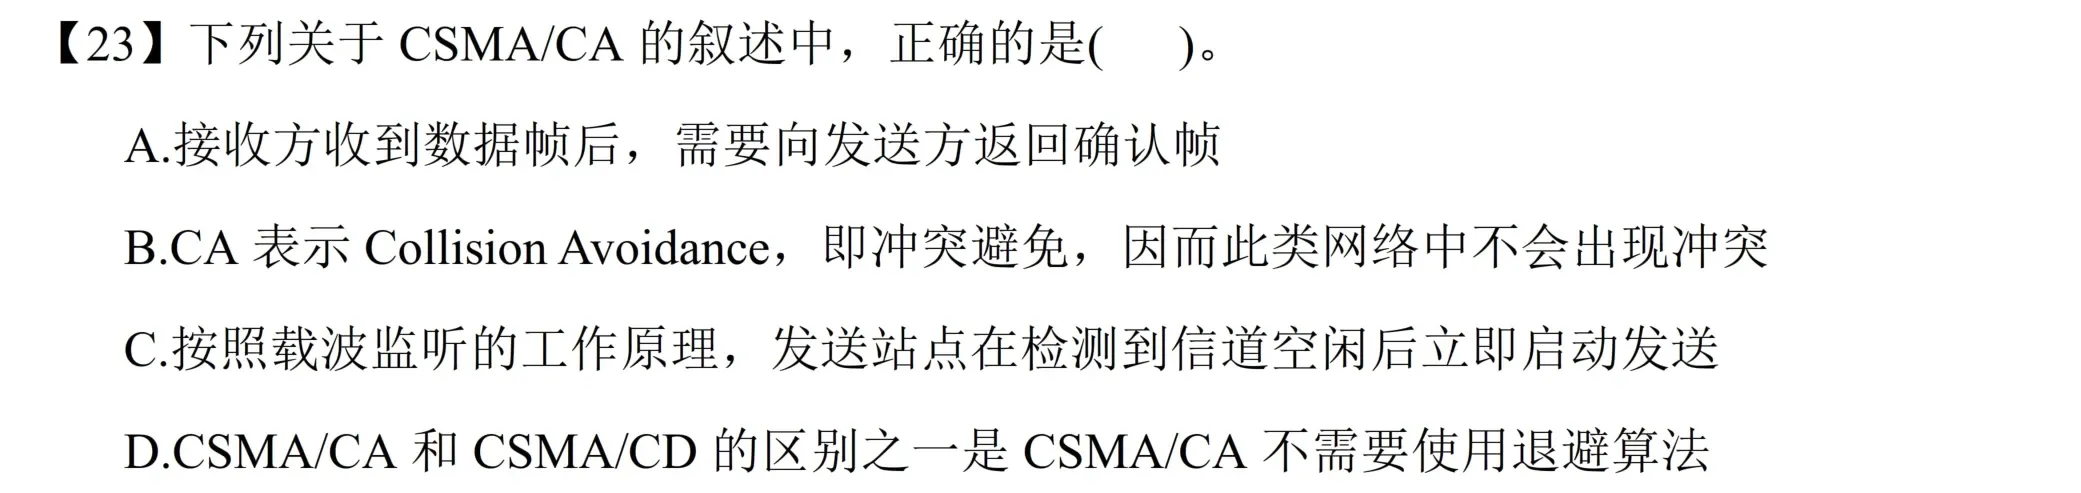 【23】下列关于 CSMA/CA 的叙述中，正确的是(　　)。
A.接收方收到数据帧后，需要向发送方返回确认帧
B.CA 表示 Collision Avoidance，即冲突避免，因而此类网络中不会出现冲突
C.按照载波监听的工作原理，发送站点在检测到信道空闲后立即启动发送
D.CSMA/CA 和 CSMA/CD 的区别之一是 CSMA/CA 不需要使用退避算法